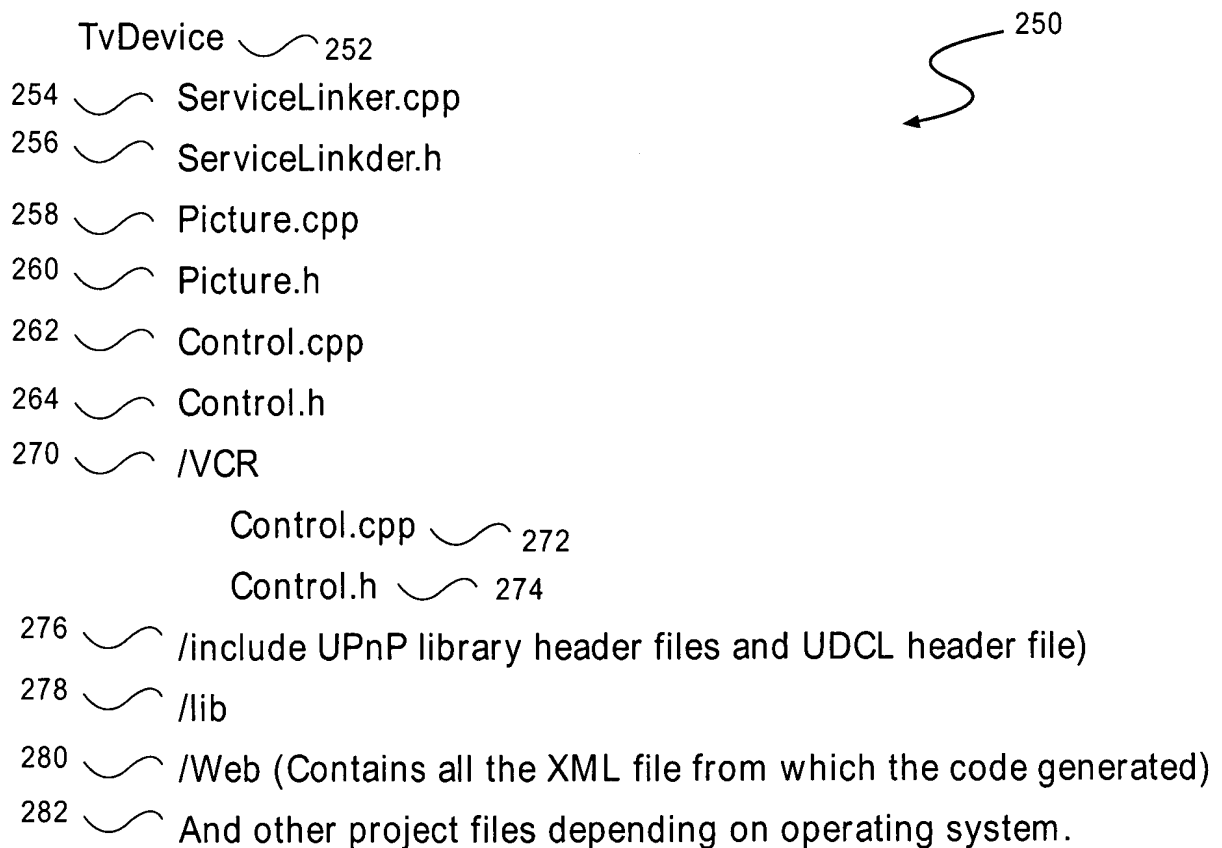 250
TvDevice 252
254 ServiceLinker.cpp
256 ServiceLinkder.h
258 Picture.cpp
260 Picture.h
262 Control.cpp
264 Control.h
270 /VCR
Control.cpp 272
Control.h 274
276 /include UPnP library header files and UDCL header file)
278 /lib
280 /Web (Contains all the XML file from which the code generated)
282 And other project files depending on operating system.